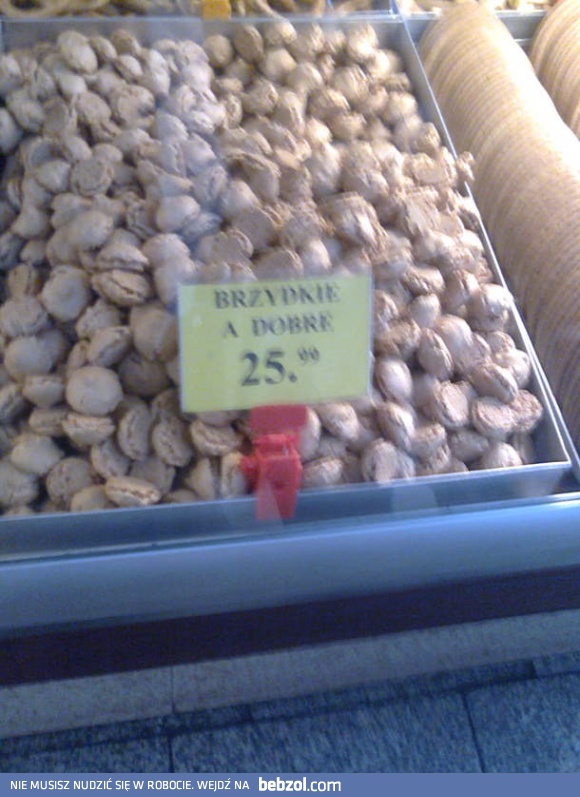 BRZYDKIE
A DOBRE
25.99
NIE MUSISZ NUDZIĆ SIĘ W ROBOCIE. WEJDŹ NA bebzol.com